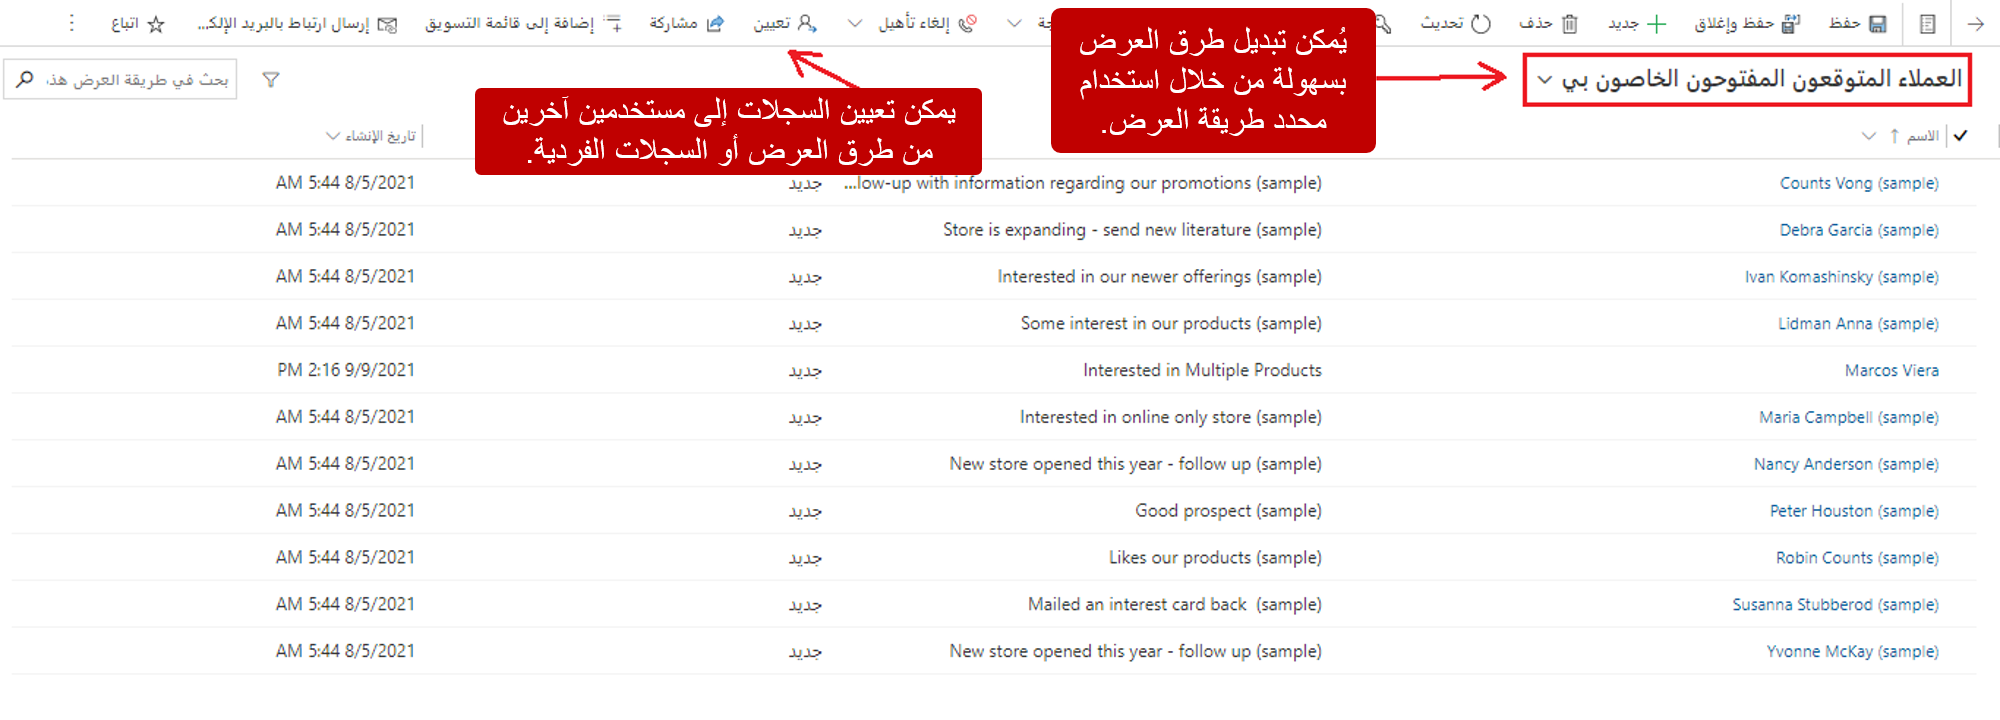 حفظ
حفظ وإغلاق
جديد
حذف
تحديث
إلغاء تأهيل
تعيين
مشاركة
إضافة إلى قائمة التسويق
إرسال ارتباط بالبريد الإلك...
اتباع
يُمكن تبديل طرق العرض
بسهولة من خلال استخدام
محدد طريقة العرض.
العملاء المتوقعون المفتوحون الخاصون بي
بحث في طريقة العرض هذ
يمكن تعيين السجلات إلى مستخدمين آخرين
من طرق العرض أو السجلات الفردية.
الاسم ↑
تاريخ الإنشاء
Counts Vong (sample) ...low-up with information regarding our promotions (sample) جديد AM 5:44 8/5/2021
Debra Garcia (sample) Store is expanding - send new literature (sample) جديد AM 5:44 8/5/2021
Ivan Komashinsky (sample) Interested in our newer offerings (sample) جديد AM 5:44 8/5/2021
Lidman Anna (sample) Some interest in our products (sample) جديد AM 5:44 8/5/2021
Marcos Viera Interested in Multiple Products جديد PM 2:16 9/9/2021
Maria Campbell (sample) Interested in online only store (sample) جديد AM 5:44 8/5/2021
Nancy Anderson (sample) New store opened this year - follow up (sample) جديد AM 5:44 8/5/2021
Peter Houston (sample) Good prospect (sample) جديد AM 5:44 8/5/2021
Robin Counts (sample) Likes our products (sample) جديد AM 5:44 8/5/2021
Susanna Stubberod (sample) Mailed an interest card back (sample) جديد AM 5:44 8/5/2021
Yvonne McKay (sample) New store opened this year - follow up (sample) جديد AM 5:44 8/5/2021